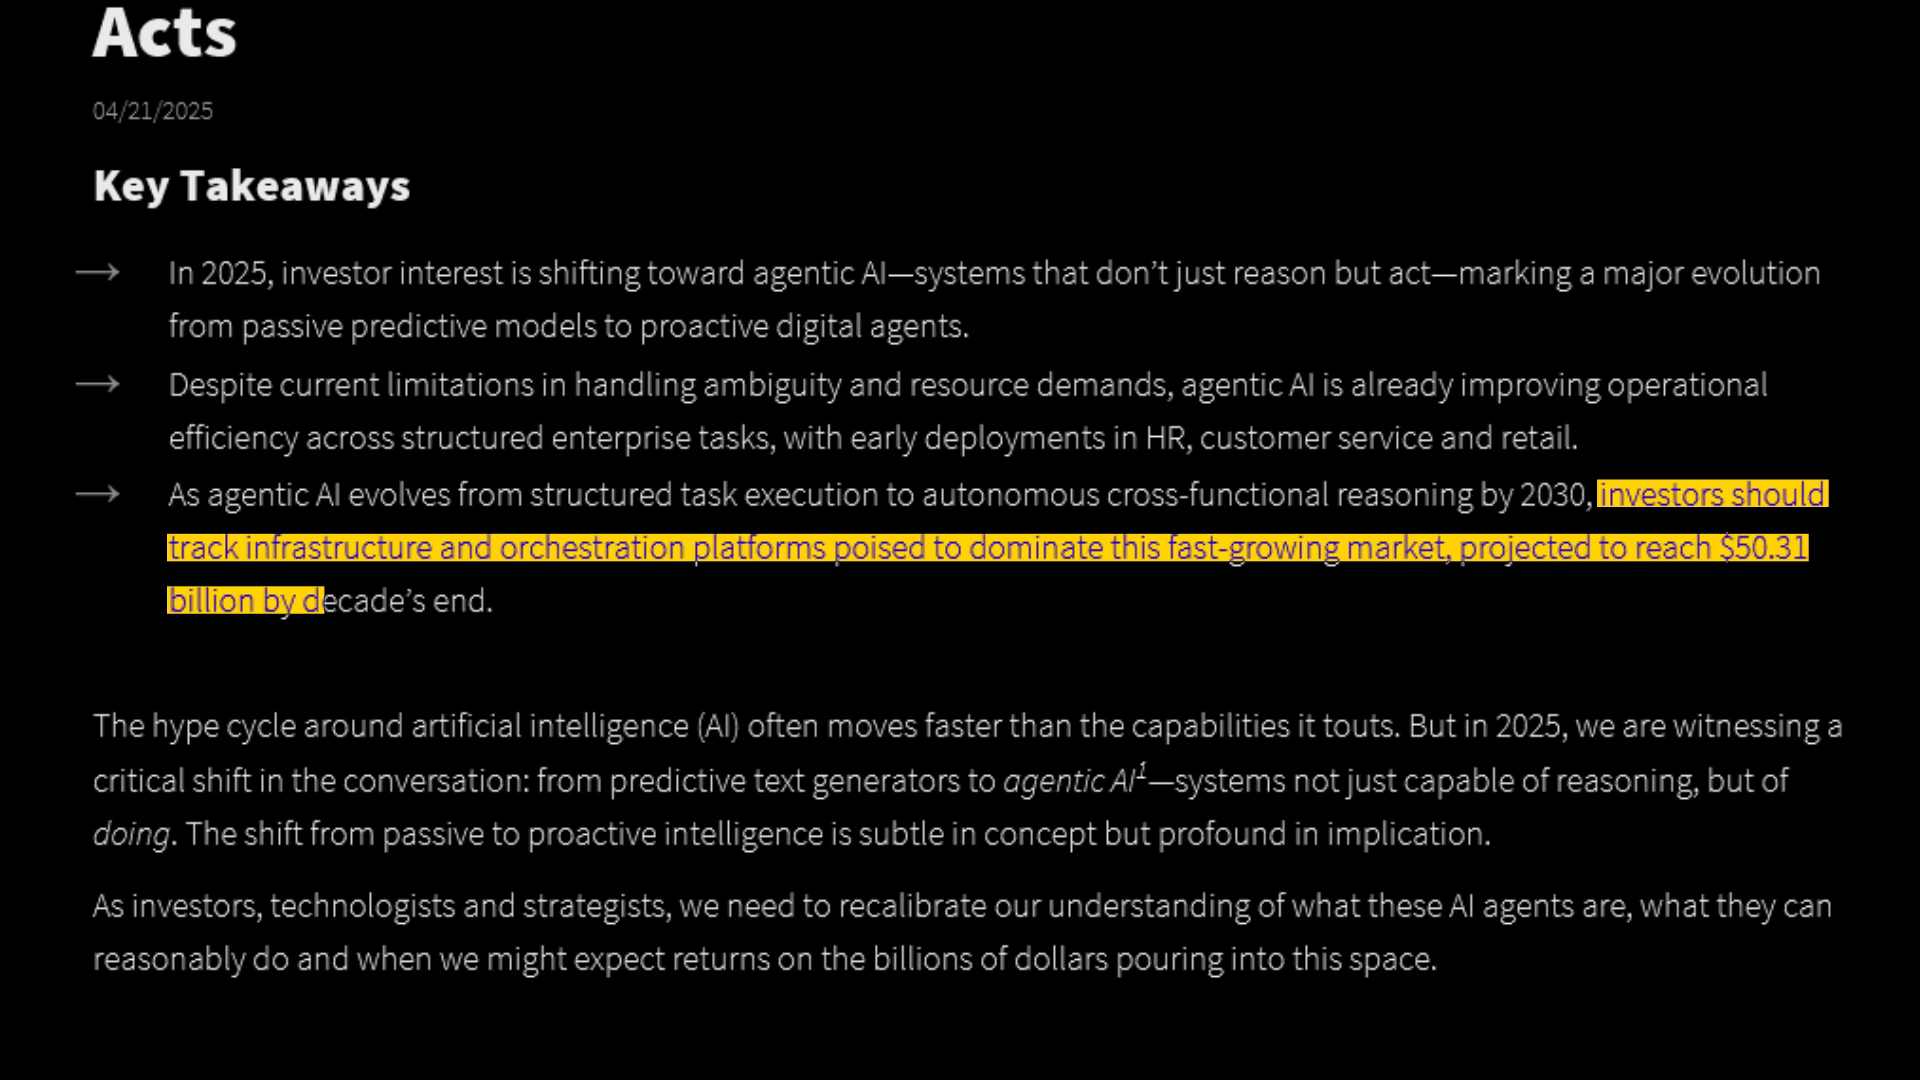 Acts
04/21/2025
Key Takeaways
In 2025, investor interest is shifting toward agentic AI—systems that don’t just reason but act—marking a major evolution
from passive predictive models to proactive digital agents.
Despite current limitations in handling ambiguity and resource demands, agentic AI is already improving operational
efficiency across structured enterprise tasks, with early deployments in HR, customer service and retail.
As agentic AI evolves from structured task execution to autonomous cross-functional reasoning by 2030, investors should
track infrastructure and orchestration platforms poised to dominate this fast-growing market, projected to reach $50.31
billion by decade’s end.
The hype cycle around artificial intelligence (AI) often moves faster than the capabilities it touts. But in 2025, we are witnessing a
critical shift in the conversation: from predictive text generators to agentic AI¹—systems not just capable of reasoning, but of
doing. The shift from passive to proactive intelligence is subtle in concept but profound in implication.
As investors, technologists and strategists, we need to recalibrate our understanding of what these AI agents are, what they can
reasonably do and when we might expect returns on the billions of dollars pouring into this space.